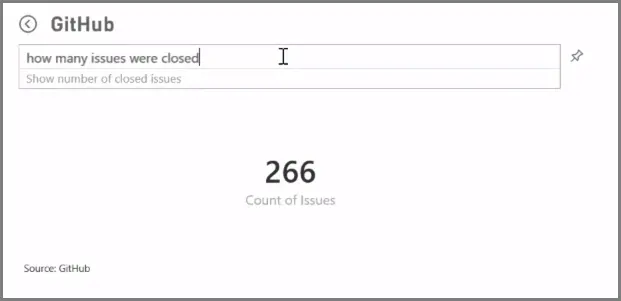 GitHub
how many issues were closed
Show number of closed issues
266
Count of Issues
Source: GitHub